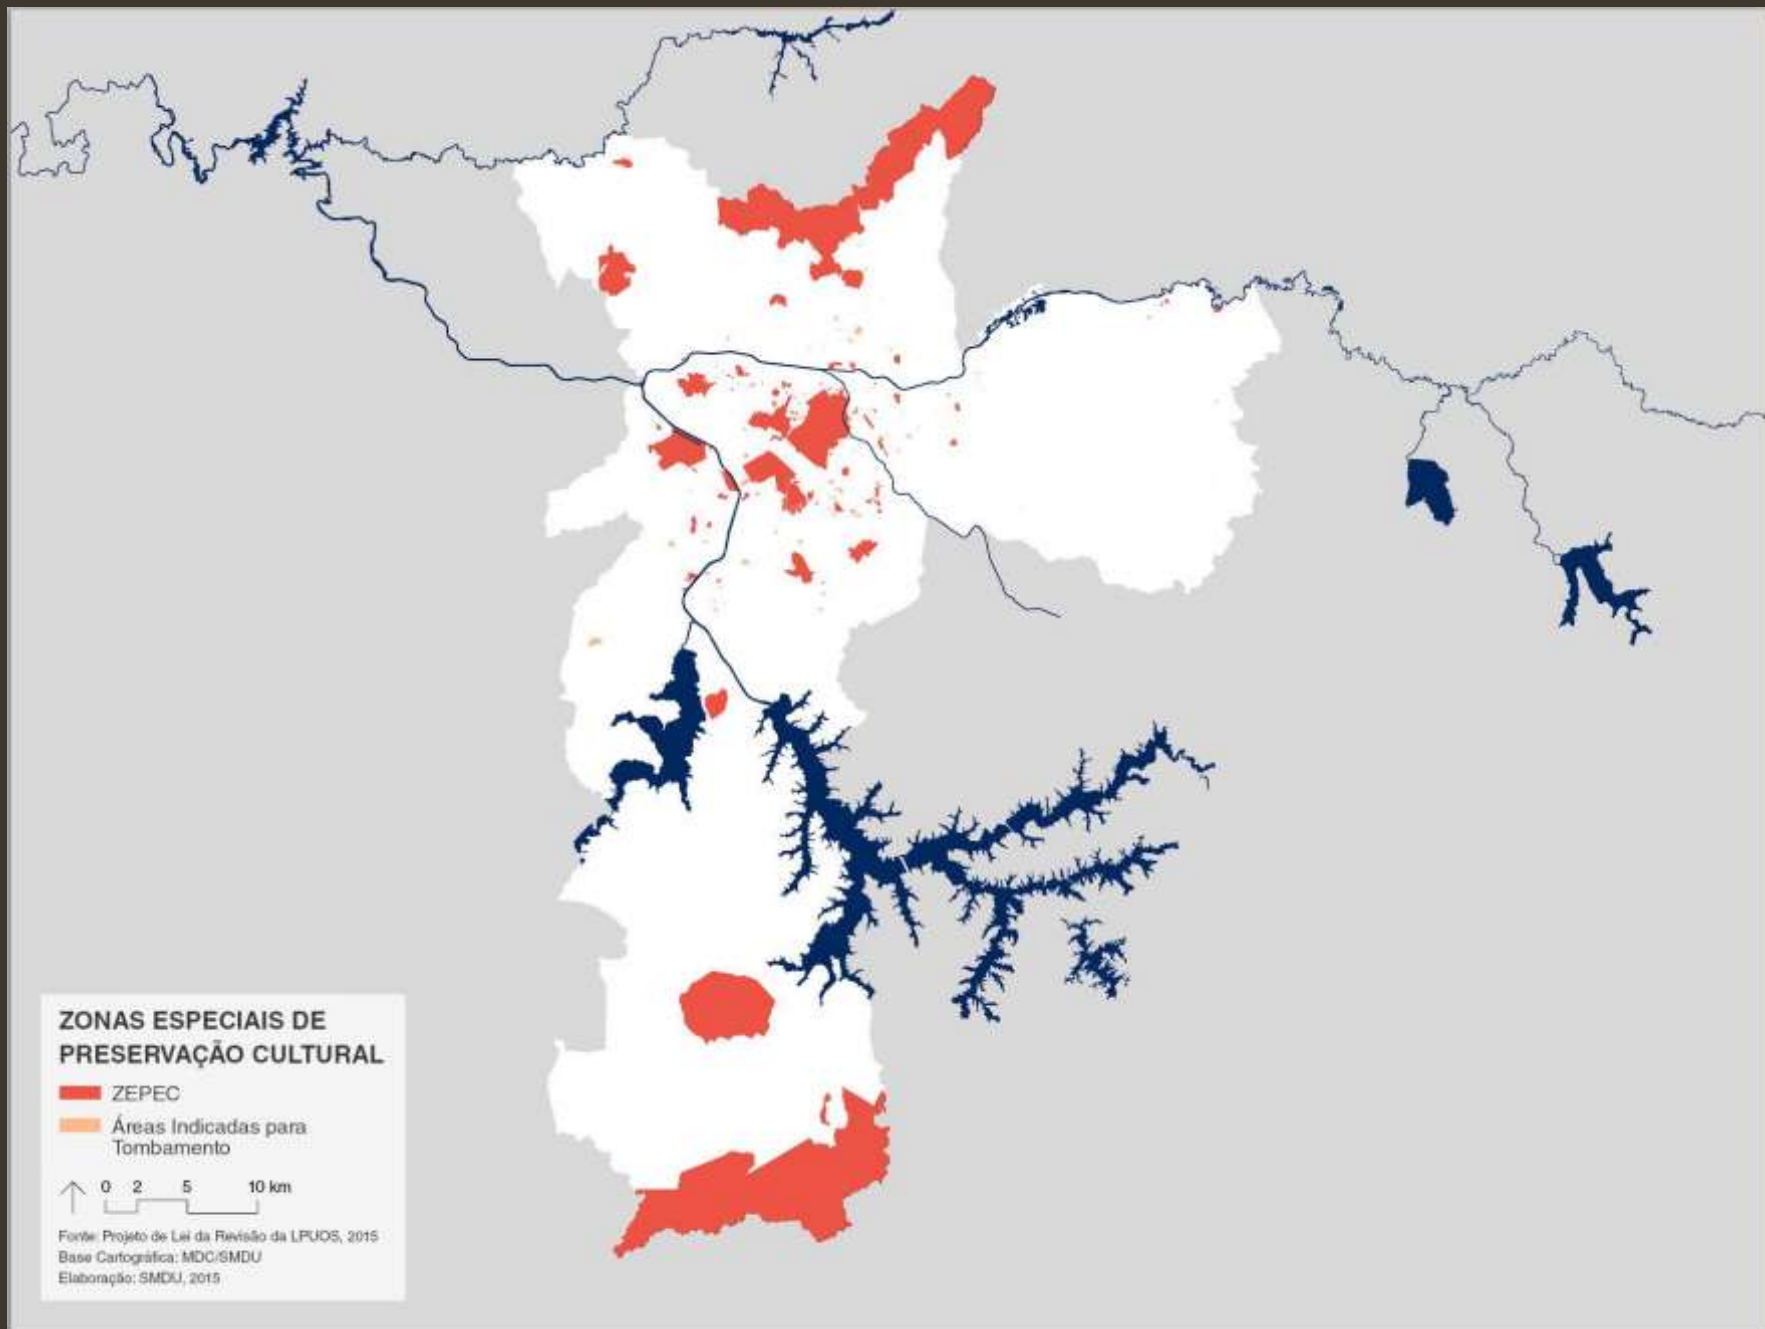 ZONAS ESPECIAIS DE
PRESERVAÇÃO CULTURAL
ZEPEC
Áreas Indicadas para
Tombamento
0 2 5 10 km
Fonte: Projeto de Lei da Revisão da LPUOS, 2015
Base Cartográfica: MDC/SMDU
Elaboração: SMDU, 2015